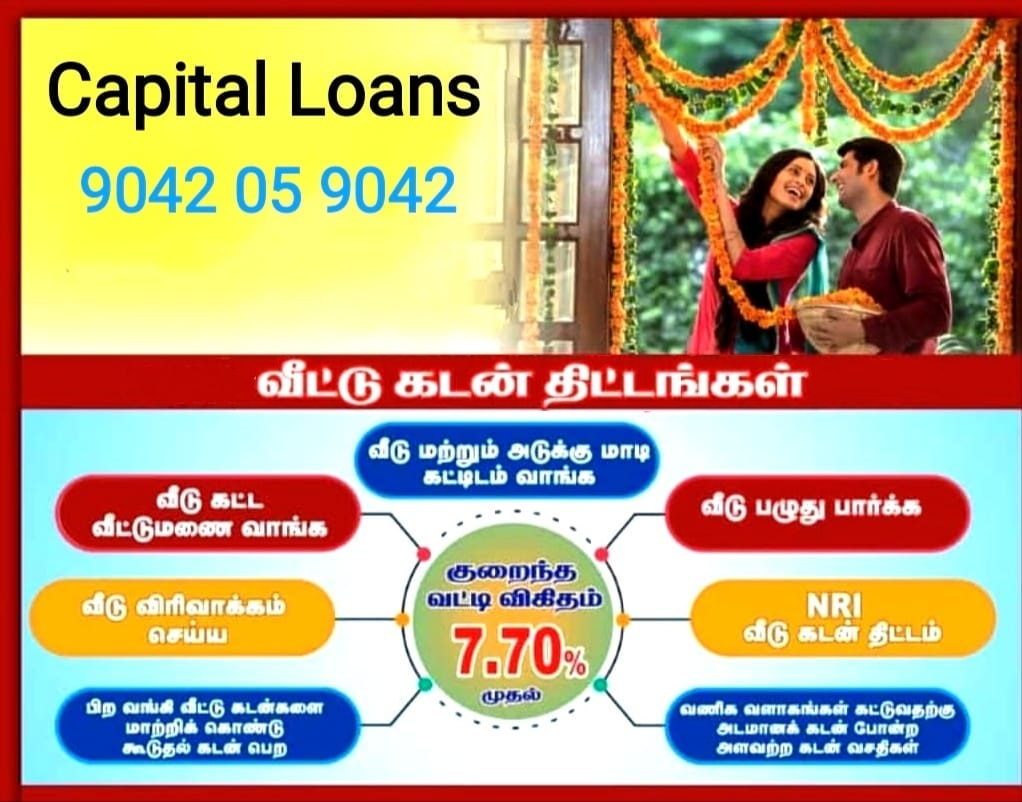 Capital Loans
9042 05 9042
வீட்டு கடன் திட்டங்கள்
வீடு மற்றும் அடுக்கு மாடி
கட்டிடம் வாங்க
வீடு கட்ட
வீட்டுமணை வாங்க
வீடு பழுது பார்க்க
குறைந்த
வட்டி விகிதம்
7.70%
முதல்
வீடு விரிவாக்கம்
செய்ய
NRI
வீடு கடன் திட்டம்
பிற வங்கி வீட்டு கடன்களை
மாற்றிக் கொண்டு
கூடுதல் கடன் பெற
வணிக வளாகங்கள் கட்டுவதற்கு
அடமானக் கடன் போன்ற
அளவற்ற கடன் வசதிகள்